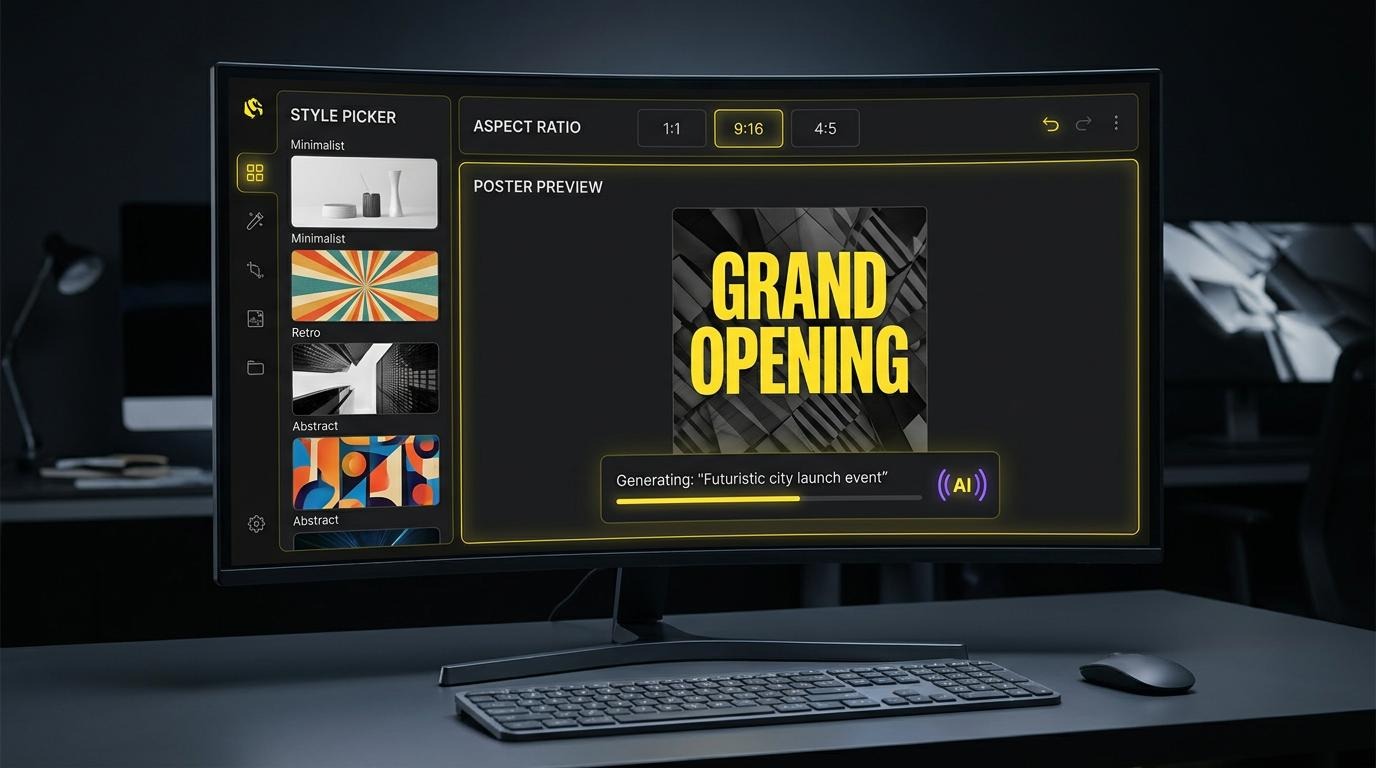 STYLE PICKER
Minimalist
Minimalist
Retro
Abstract
Abstract
ASPECT RATIO
1:1
9:16
4:5
POSTER PREVIEW
GRAND
OPENING
Generating: "Futuristic city launch event”
AI